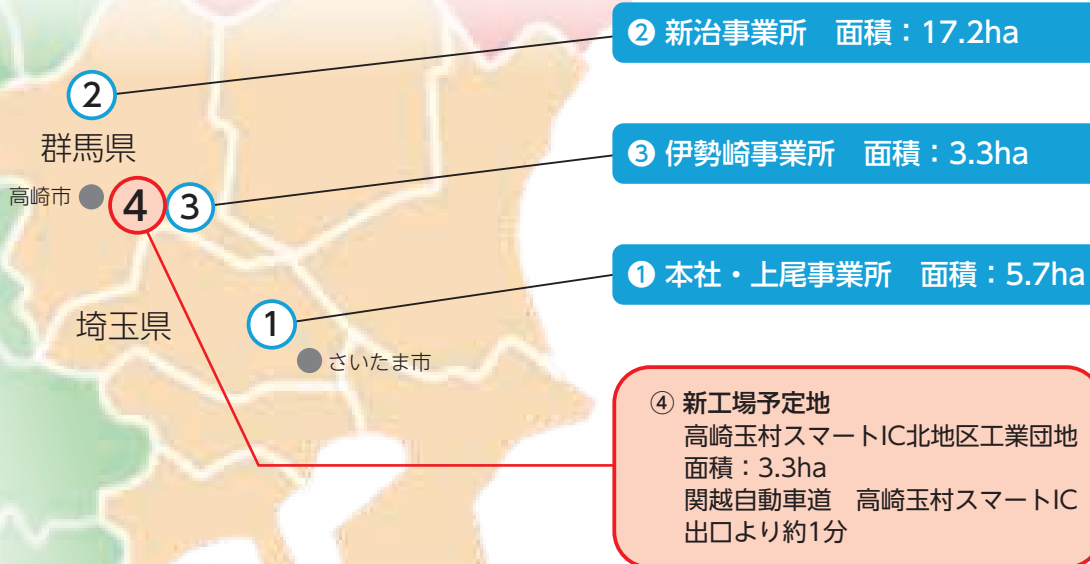 ② 新治事業所　面積：17.2ha
②
群馬県
❸ 伊勢崎事業所　面積：3.3ha
高崎市
④
③
❶ 本社・上尾事業所　面積：5.7ha
埼玉県
①
さいたま市
④ 新工場予定地
高崎玉村スマートIC北地区工業団地
面積：3.3ha
関越自動車道　高崎玉村スマートIC
出口より約1分